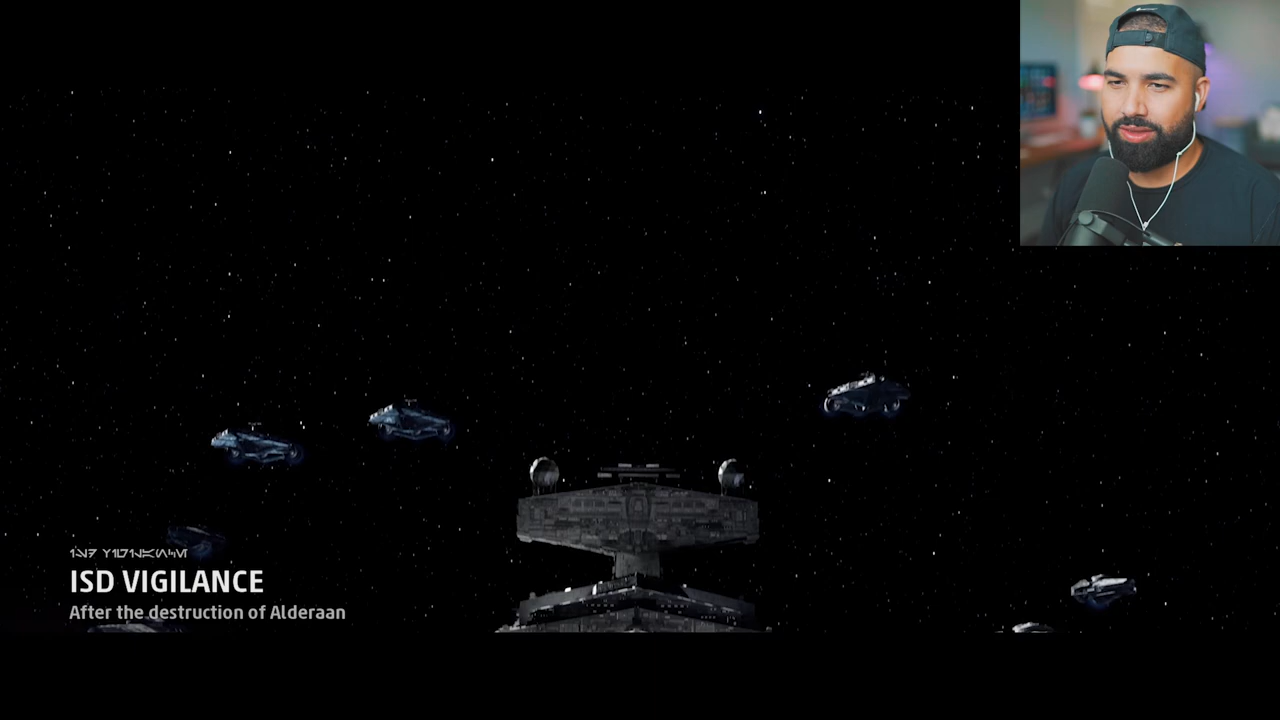 ISD VIGILANCE
After the destruction of Alderaan